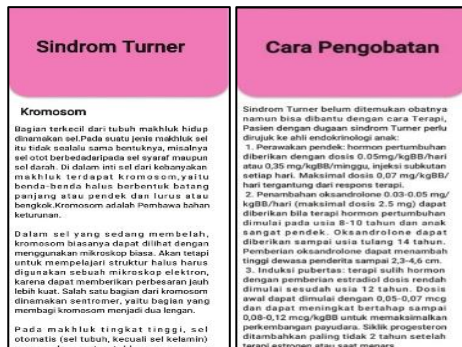 Sindrom Turner
Kromosom
Bagian terkecil dari tubuh makhluk hidup
dinamakan sel.Pada suatu jenis makhluk sel
itu tidak sealalu sama bentuknya, misalnya
sel otot berbedadaripada sel syaraf maupun
sel darah. Di dalam inti sel dari kebanyakan
makhluk terdapat kromosom,yaitu
benda-benda halus berbentuk batang
panjang atau pendek dan lurus atau
bengkok.Kromosom adalah Pembawa bahan
keturunan.
Dalam sel yang sedang membelah,
kromosom biasanya dapat dilihat dengan
menggunakan mikroskop biasa. Akan tetapi
untuk mempelajari struktur halus harus
digunakan sebuah mikroskop elektron,
karena dapat memberikan perbesaran jauh
lebih kuat. Salah satu bagian dari kromosom
dinamakan sentromer, yaitu bagian yang
membagi kromosom menjadi dua lengan.
Pada makhluk tingkat tinggi, sel
otomatis (sel tubuh, kecuali sel kelamin)
Cara Pengobatan
Sindrom Turner belum ditemukan obatnya
namun bisa dibantu dengan cara Terapi,
Pasien dengan dugaan sindrom Turner perlu
dirujuk ke ahli endokrinologi anak:
1. Perawakan pendek: hormon pertumbuhan
diberikan dengan dosis 0,05mg/kgBB/hari
atau 0,35 mg/kgBB/minggu, injeksi subkutan
setiap hari. Maksimal dosis 0,07 mg/kgBB/
hari tergantung dari respons terapi.
2. Penambahan oksandrolone 0.03-0.05 mg/
kgBB/hari (maksimal dosis 2.5 mg) dapat
diberikan bila terapi hormon pertumbuhan
dimulai pada usia 8-10 tahun dan anak
sangat pendek. Oksandrolone dapat
diberikan sampai usia tulang 14 tahun.
Pemberian oksandrolone dapat menambah
tinggi dewasa penderita sampai 2,3-4,6 cm.
3. Induksi pubertas: terapi sulih hormon
dengan pemberian estradiol dosis rendah
dimulai sesudah usia 12 tahun. Dosis
awal dapat dimulai dengan 0,05-0,07 mcg
dan dapat meningkat bertahap sampai
0,08-0,12 mcg/kgBB untuk memaksimalkan
perkembangan payudara. Siklik progesteron
ditambahkan paling tidak 2 tahun setelah
terapi estrogen atau saat menars.